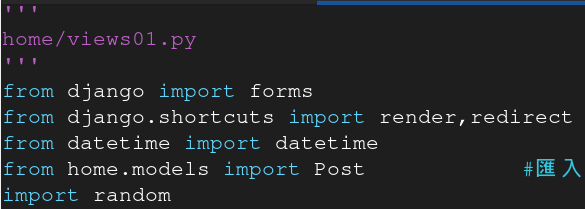 '''
home/views01.py
'''
from django import forms
from django.shortcuts import render,redirect
from datetime import datetime
from home.models import Post #匯入
import random